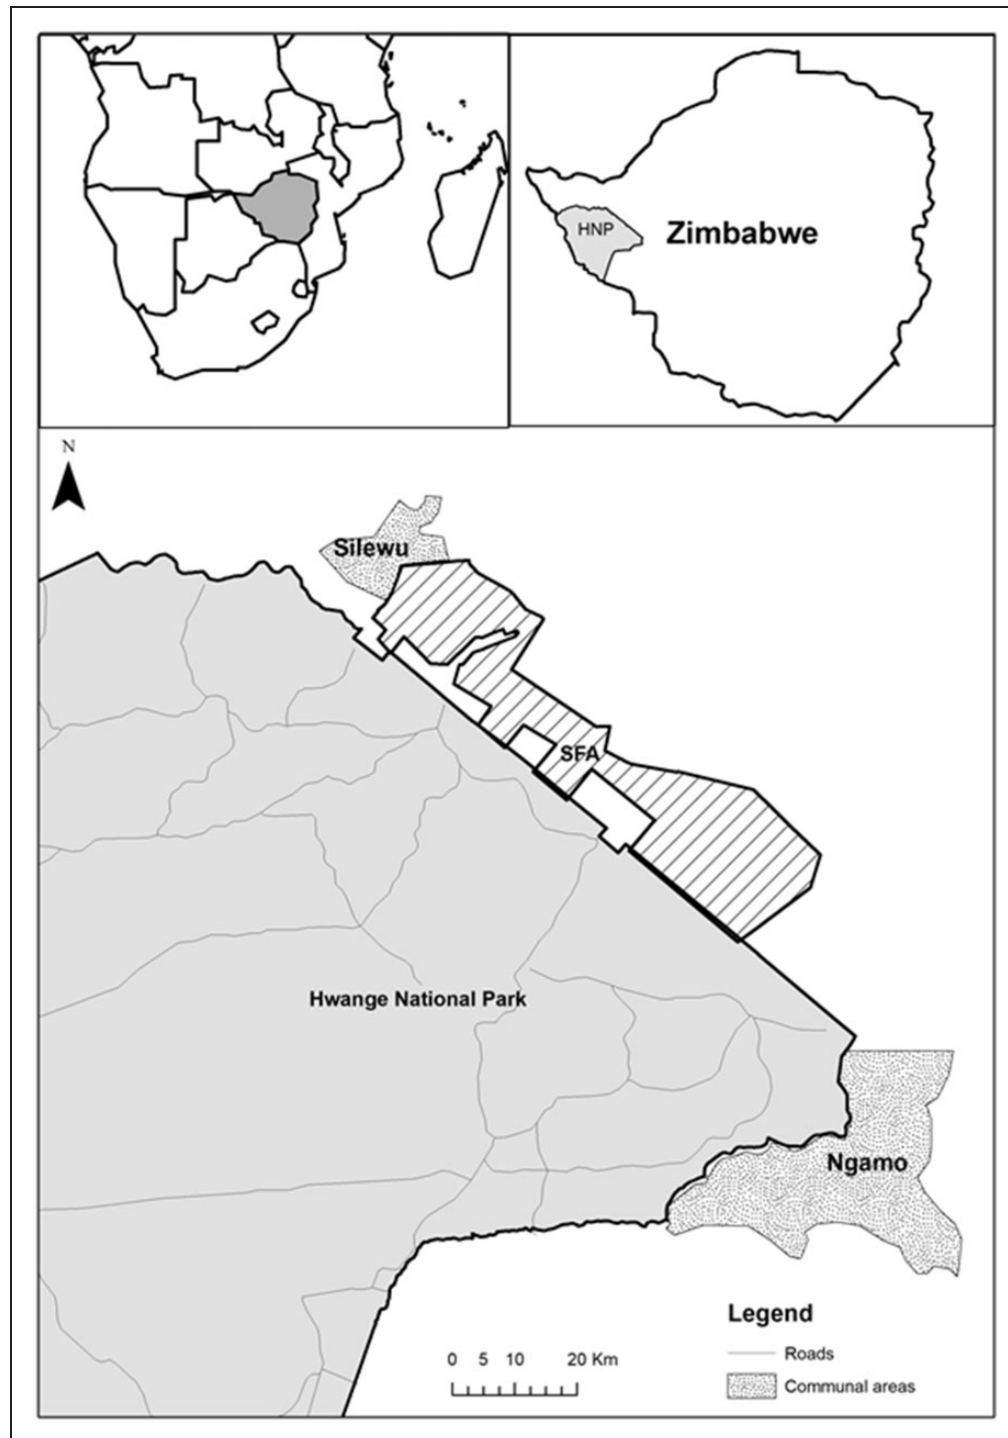 HNP
Zimbabwe
N
Silewu
SFA
Hwange National Park
Ngamo
Legend
Roads
Communal areas
0 5 10 20 Km